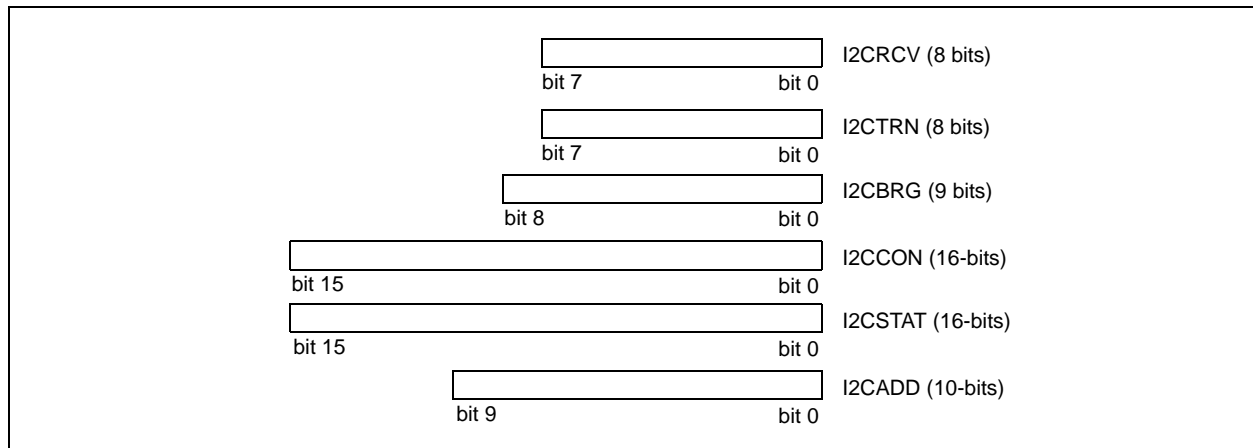 I2CRCV (8 bits)
bit 7 bit 0
I2CTRN (8 bits)
bit 7 bit 0
I2CBRG (9 bits)
bit 8 bit 0
I2CCON (16-bits)
bit 15 bit 0
I2CSTAT (16-bits)
bit 15 bit 0
I2CADD (10-bits)
bit 9 bit 0